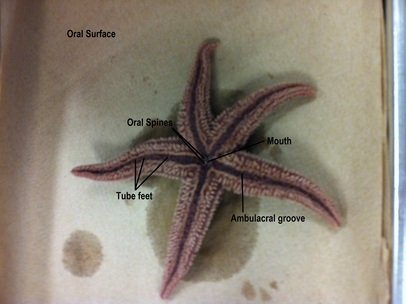 Oral Surface
Oral Spines
Mouth
Tube feet
Ambulacral groove